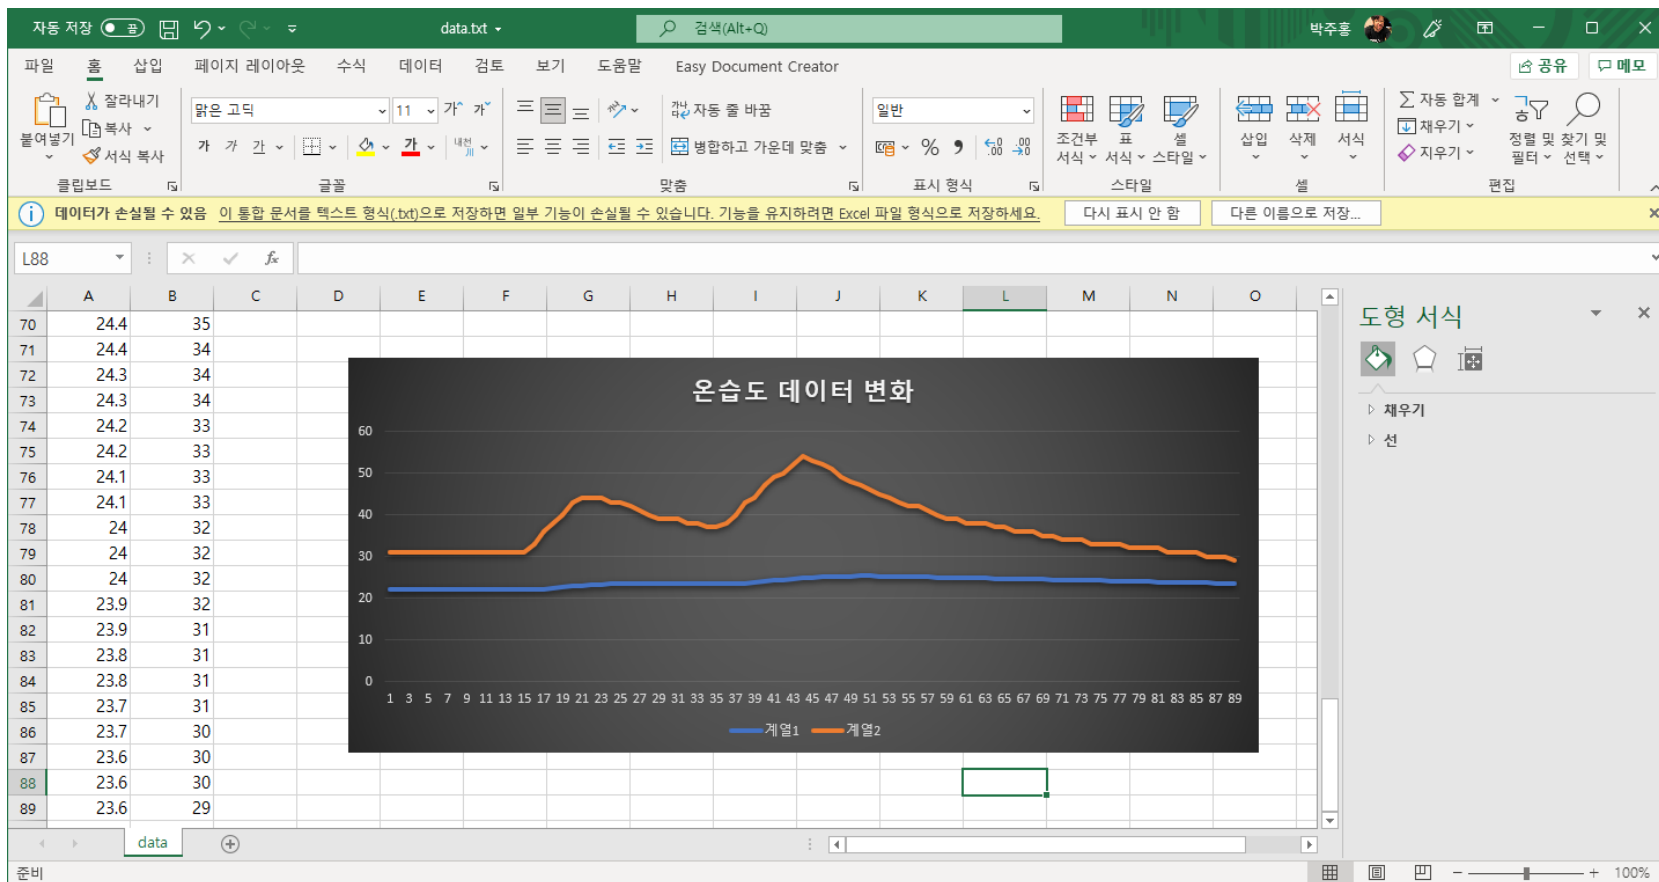 자동 저장 끔 data.txt 검색(Alt+Q) 박주홍
파일 홈 삽입 페이지 레이아웃 수식 데이터 검토 보기 도움말 Easy Document Creator 공유 메모
붙여넣기 잘라내기 복사 서식 복사 클립보드
맑은 고딕 11 가 가
가 가 가 가 내천 글꼴
가나다 자동 줄 바꿈
병합하고 가운데 맞춤
맞춤
일반
% 9 .00 .00
표시 형식
조건부 서식 표 서식 셀 스타일
스타일
삽입 삭제 서식
셀
∑ 자동 합계
채우기
지우기
정렬 및 필터 찾기 및 선택
편집
데이터가 손실될 수 있음 이 통합 문서를 텍스트 형식(.txt)으로 저장하면 일부 기능이 손실될 수 있습니다. 기능을 유지하려면 Excel 파일 형식으로 저장하세요. 다시 표시 안 함 다른 이름으로 저장...
L88 fx
A B C D E F G H I J K L M N O
70 24.4 35
71 24.4 34
72 24.3 34
73 24.3 34
74 24.2 33
75 24.2 33
76 24.1 33
77 24.1 33
78 24 32
79 24 32
80 24 32
81 23.9 32
82 23.9 31
83 23.8 31
84 23.8 31
85 23.7 31
86 23.7 30
87 23.6 30
88 23.6 30
89 23.6 29
온습도 데이터 변화
60
50
40
30
20
10
0
1 3 5 7 9 11 13 15 17 19 21 23 25 27 29 31 33 35 37 39 41 43 45 47 49 51 53 55 57 59 61 63 65 67 69 71 73 75 77 79 81 83 85 87 89
계열1 계열2
도형 서식
채우기
선
data
준비 100%